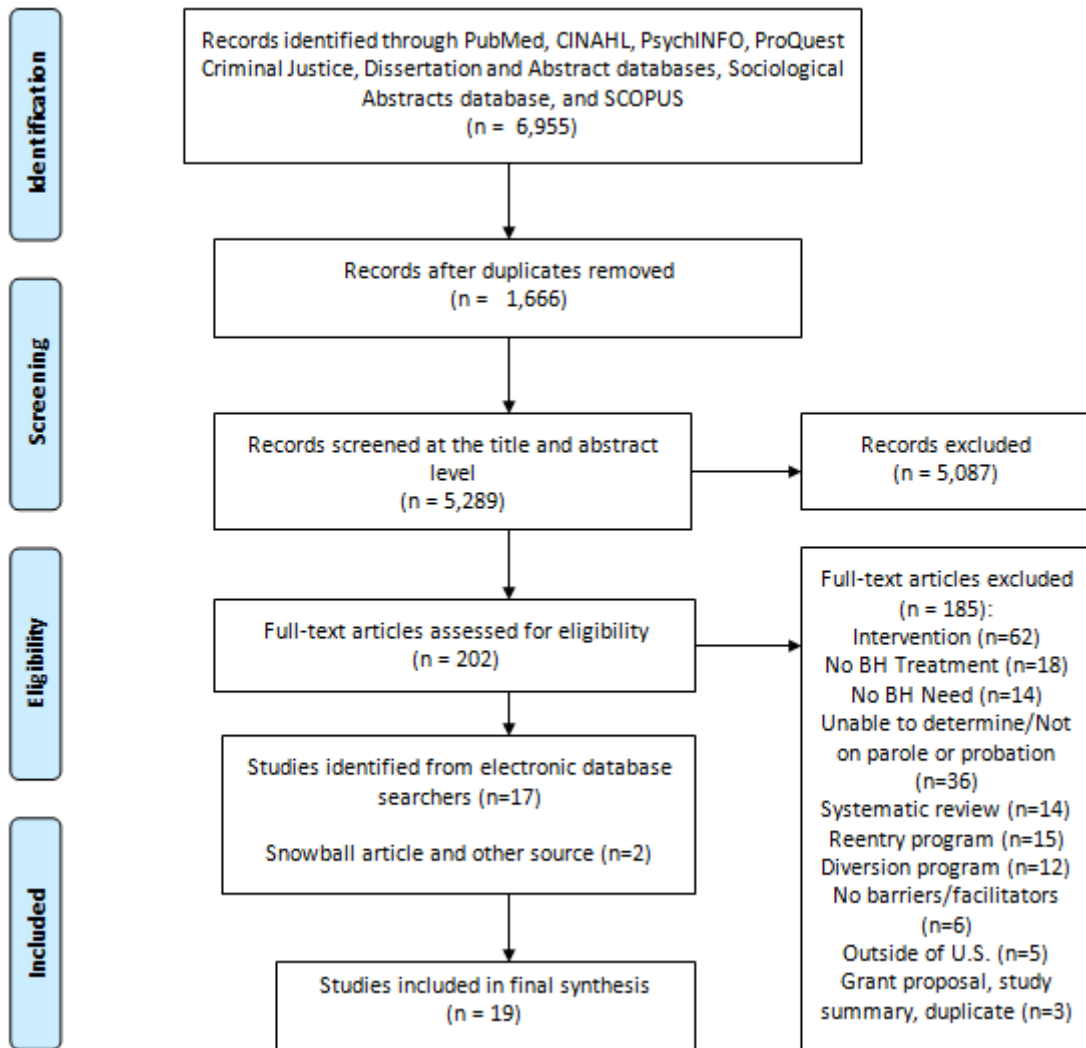 Identification
Records identified through PubMed, CINAHL, PsychINFO, ProQuest
Criminal Justice, Dissertation and Abstract databases, Sociological
Abstracts database, and SCOPUS
(n = 6,955)
Screening
Records after duplicates removed
(n = 1,666)
Records screened at the title and abstract
level
(n = 5,289)
Records excluded
(n = 5,087)
Eligibility
Full-text articles assessed for eligibility
(n = 202)
Full-text articles excluded
(n = 185):
Intervention (n=62)
No BH Treatment (n=18)
No BH Need (n=14)
Unable to determine/Not
on parole or probation
(n=36)
Systematic review (n=14)
Reentry program (n=15)
Diversion program (n=12)
No barriers/facilitators
(n=6)
Outside of U.S. (n=5)
Grant proposal, study
summary, duplicate (n=3)
Studies identified from electronic database
searchers (n=17)
Snowball article and other source (n=2)
Included
Studies included in final synthesis
(n = 19)